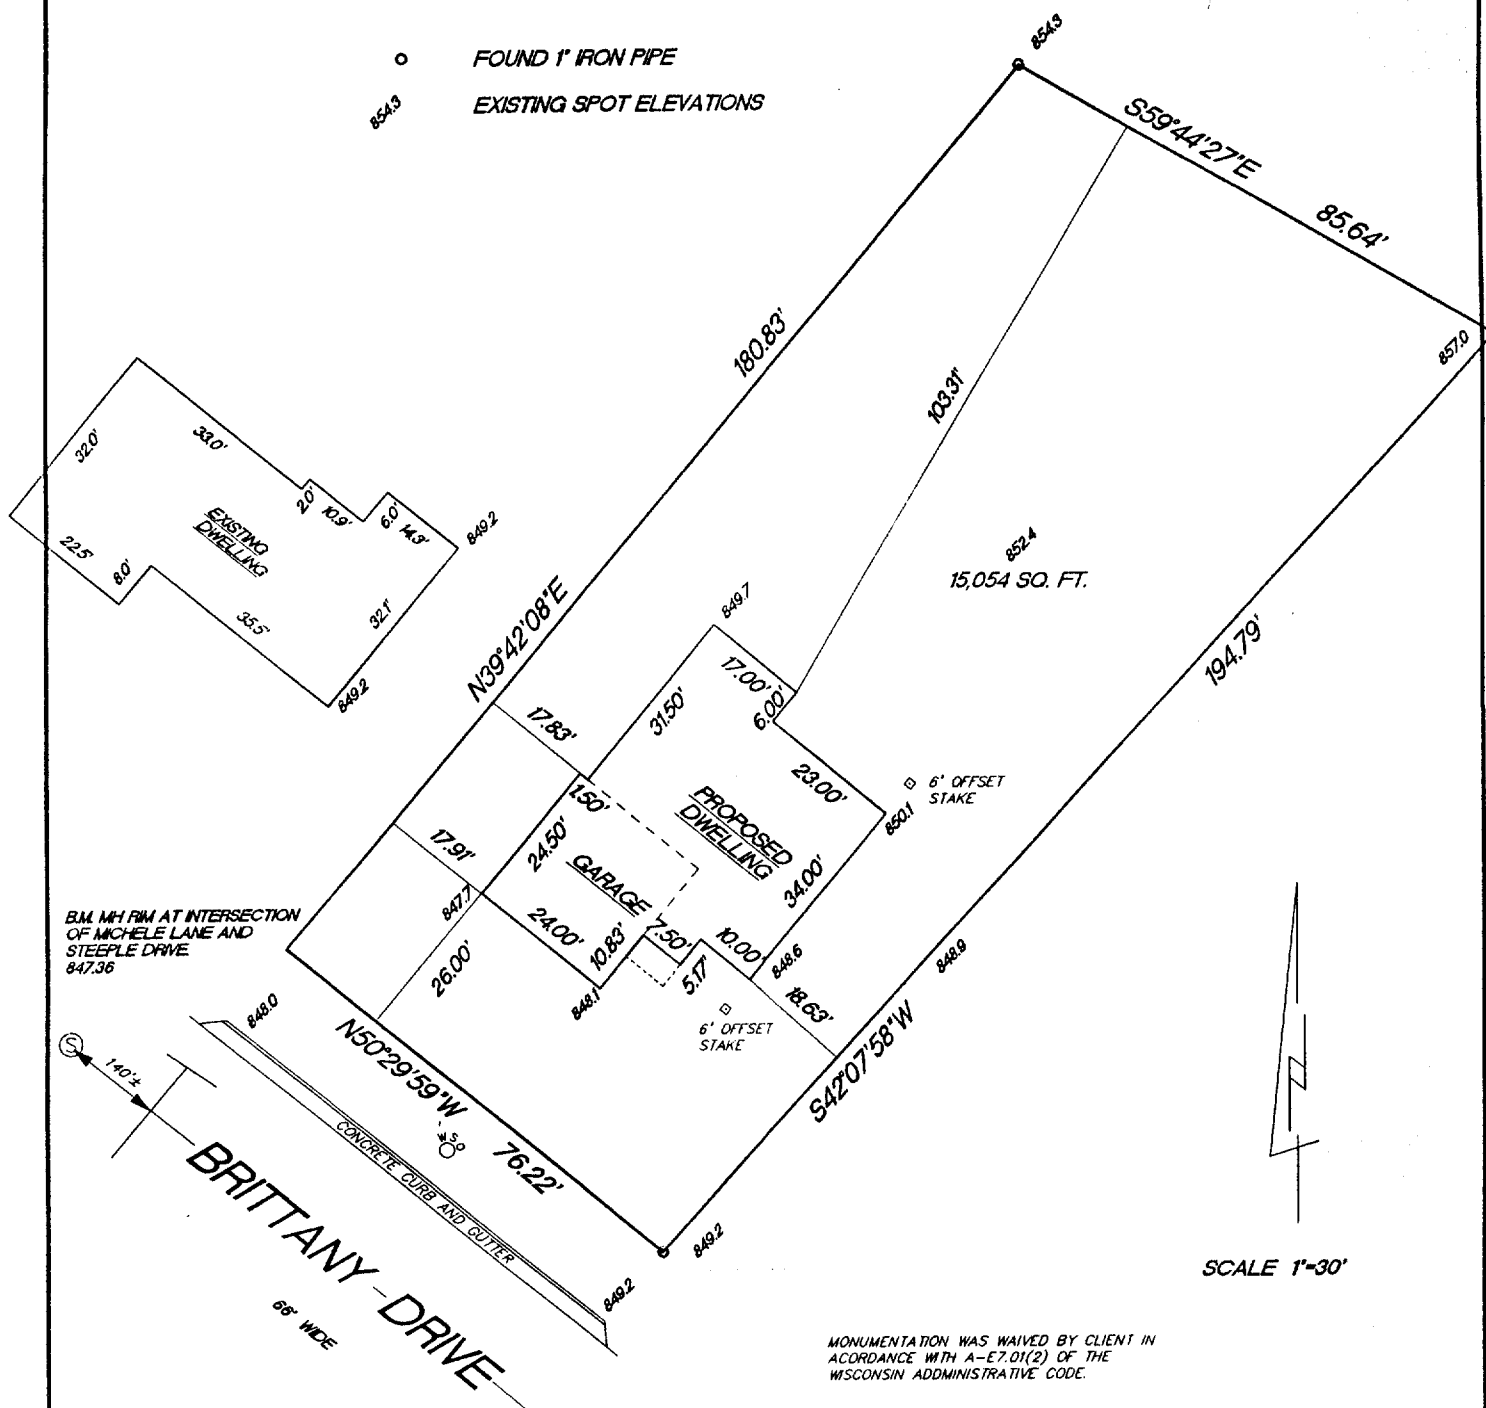 FOUND 1" IRON PIPE
854.3
EXISTING SPOT ELEVATIONS
854.3
S59°44'27"E
85.64'
857.0
180.83'
103.31'
852.4
15,054 SQ. FT.
194.79'
N39°42'08"E
32.0'
33.0'
2.0'
10.9'
6.0'
14.3'
849.2
EXISTING
DWELLING
22.5'
8.0'
35.5'
32.1'
849.2
849.7
17.00'
6.00'
31.50'
17.83'
23.00'
6' OFFSET
STAKE
850.1
PROPOSED
DWELLING
1.50'
24.50'
GARAGE
34.00'
17.91'
847.7
24.00'
10.83'
7.50'
10.00'
5.17'
848.6
848.9
18.63'
26.00'
848.1
6' OFFSET
STAKE
S42°07'58"W
B.M. MH RIM AT INTERSECTION
OF MICHELE LANE AND
STEEPLE DRIVE.
847.36
848.0
S
140'±
N50°29'59"W
76.22'
W S
CONCRETE CURB AND GUTTER
849.2
849.2
BRITTANY DRIVE
66' WIDE
SCALE 1"=30'
MONUMENTATION WAS WAIVED BY CLIENT IN
ACORDANCE WITH A-E7.01(2) OF THE
WISCONSIN ADDMINISTRATIVE CODE.